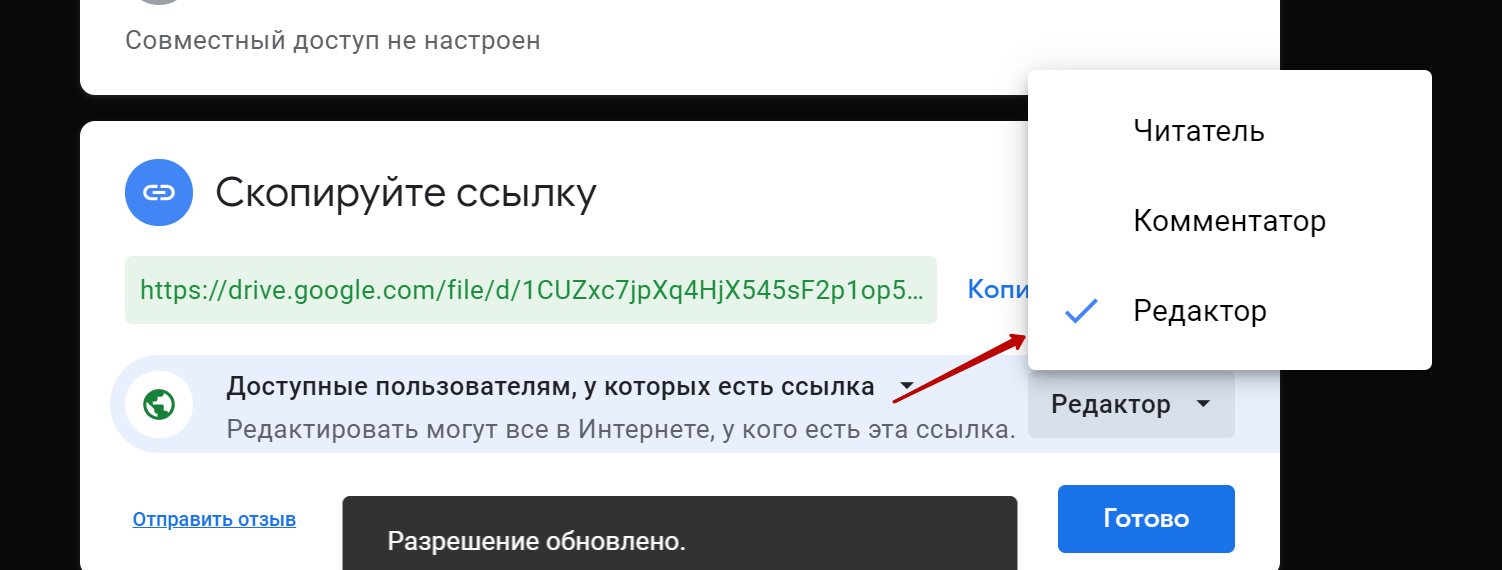 Совместный доступ не настроен
Читатель
Комментатор
Редактор
Скопируйте ссылку
https://drive.google.com/file/d/1CUZxc7jpXq4HjX545sF2p1op5...
Копи
Доступные пользователям, у которых есть ссылка
Редактировать могут все в Интернете, у кого есть эта ссылка.
Редактор
Отправить отзыв
Разрешение обновлено.
Готово